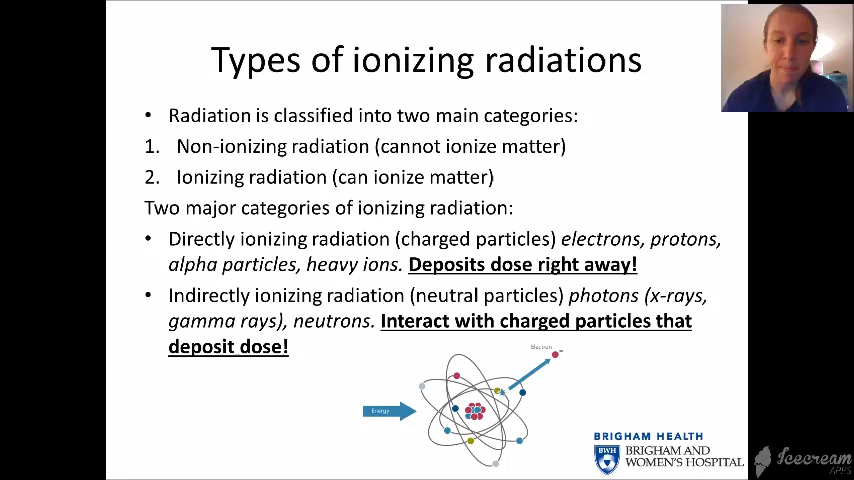 Types of ionizing radiations
• Radiation is classified into two main categories:
1. Non-ionizing radiation (cannot ionize matter)
2. Ionizing radiation (can ionize matter)
Two major categories of ionizing radiation:
• Directly ionizing radiation (charged particles) electrons, protons,
alpha particles, heavy ions. Deposits dose right away!
• Indirectly ionizing radiation (neutral particles) photons (x-rays,
gamma rays), neutrons. Interact with charged particles that
deposit dose!
Electron
Energy
BRIGHAM HEALTH
BWH
BRIGHAM AND
WOMEN'S HOSPITAL
Icecream
APPS